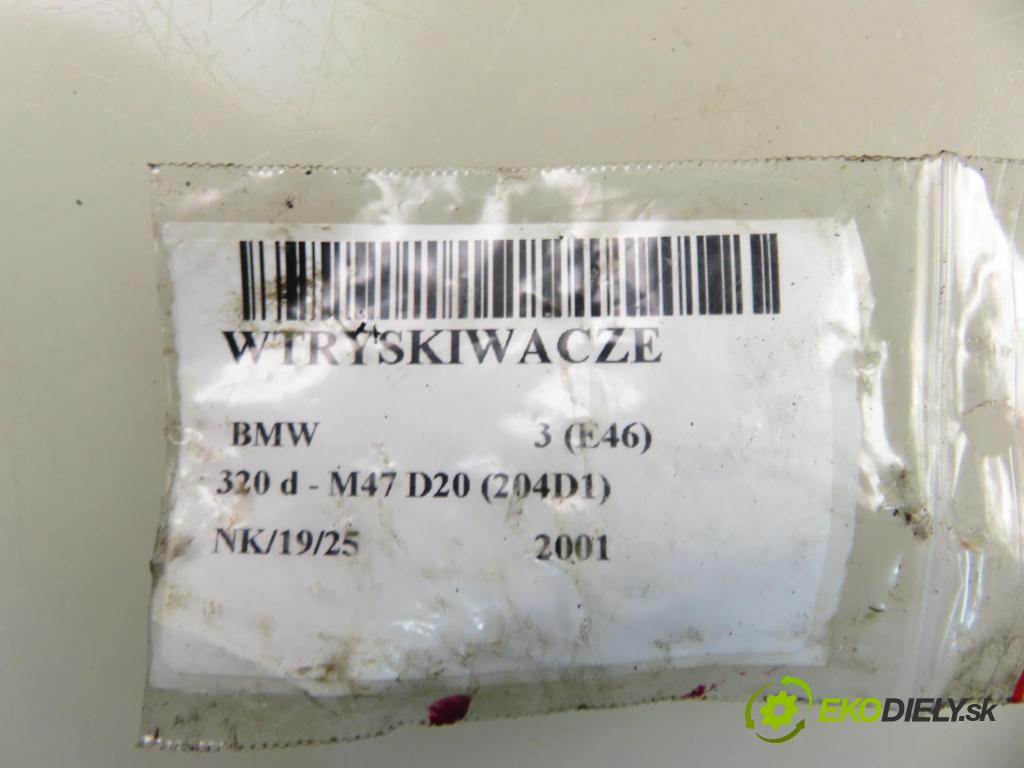 WTRYSKIWACZE
BMW 3 (E46)
320 d - M47 D20 (204D1)
NK/19/25 2001
EKODIELY.sk